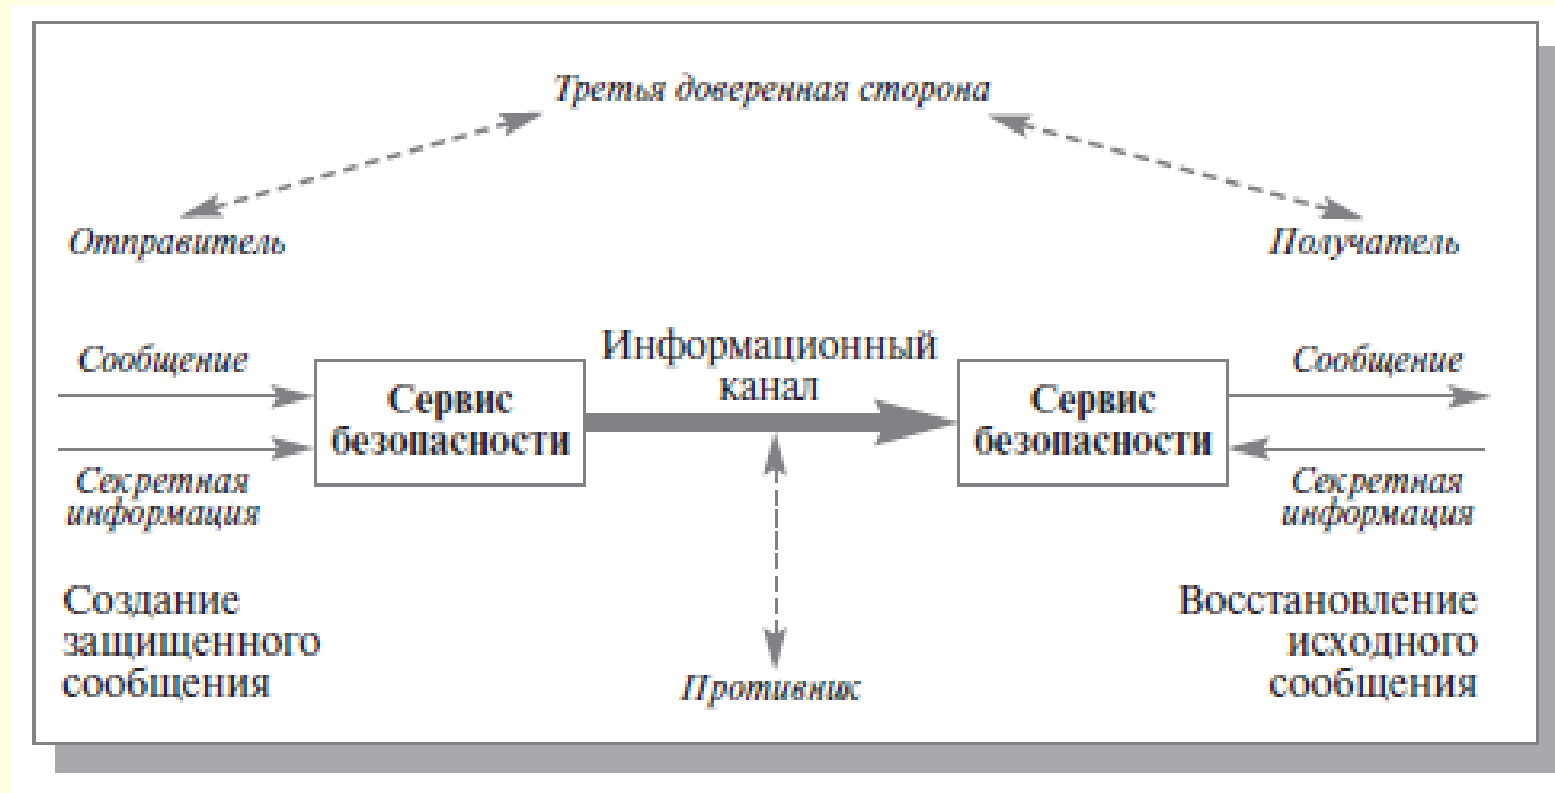 Третья доверенная сторона
Отправитель
Получатель
Сообщение
Секретная
информация
Сервис
безопасности
Информационный
канал
Сервис
безопасности
Сообщение
Секретная
информация
Создание
защищенного
сообщения
Противник
Восстановление
исходного
сообщения